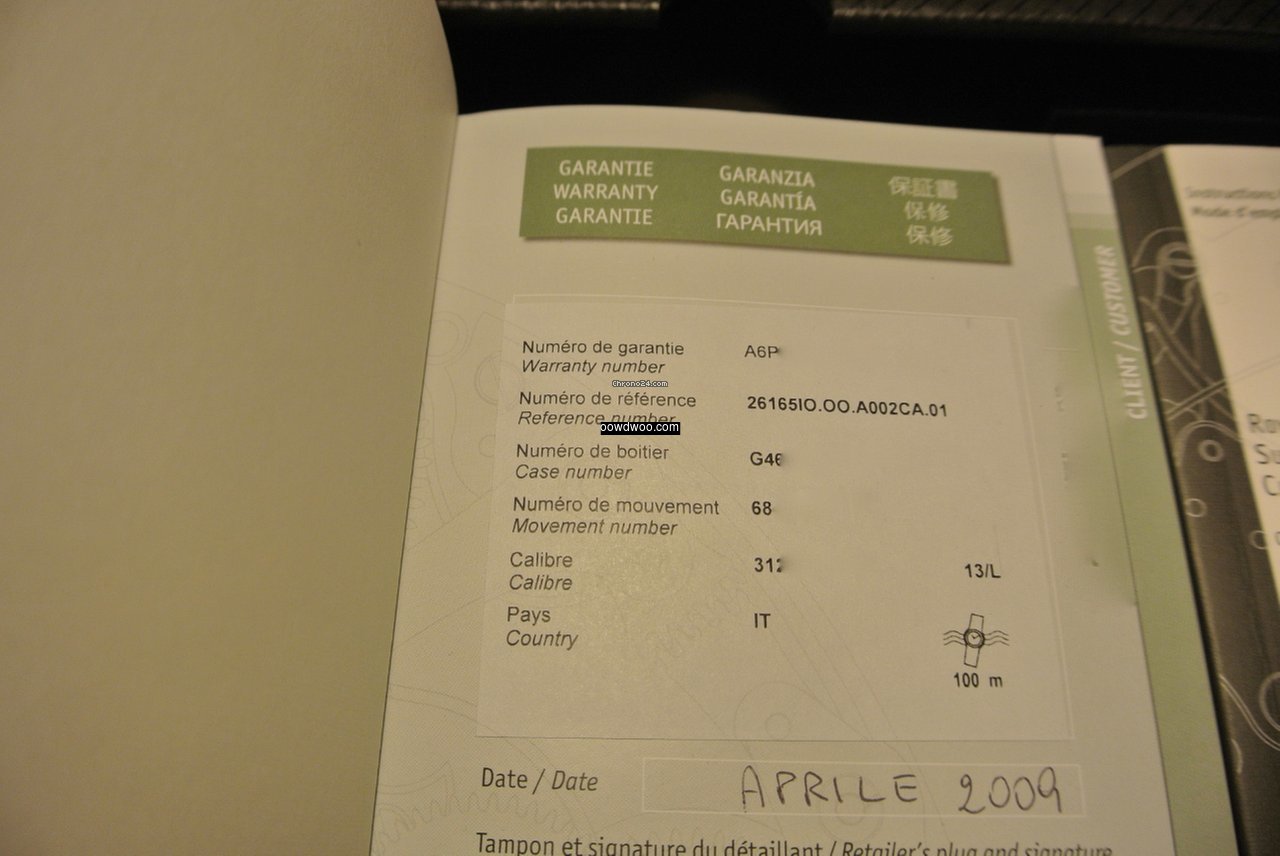 GARANTIE
WARRANTY
GARANTIE
GARANZIA
GARANTÍA
ГАРАНТИЯ
保証書
保修
保修
CLIENT / CUSTOMER
Numéro de garantie A6P
Warranty number
Chrono24.com
Numéro de référence 26165IO.OO.A002CA.01
Reference number
oowdwoo.com
Numéro de boitier G46
Case number
Numéro de mouvement 68
Movement number
Calibre 312 13/L
Calibre
Pays IT
Country
100 m
Date / Date APRILE 2009
Tampon et signature du détaillant / Retailer's plug and signature
Instructions
Mode d'emp